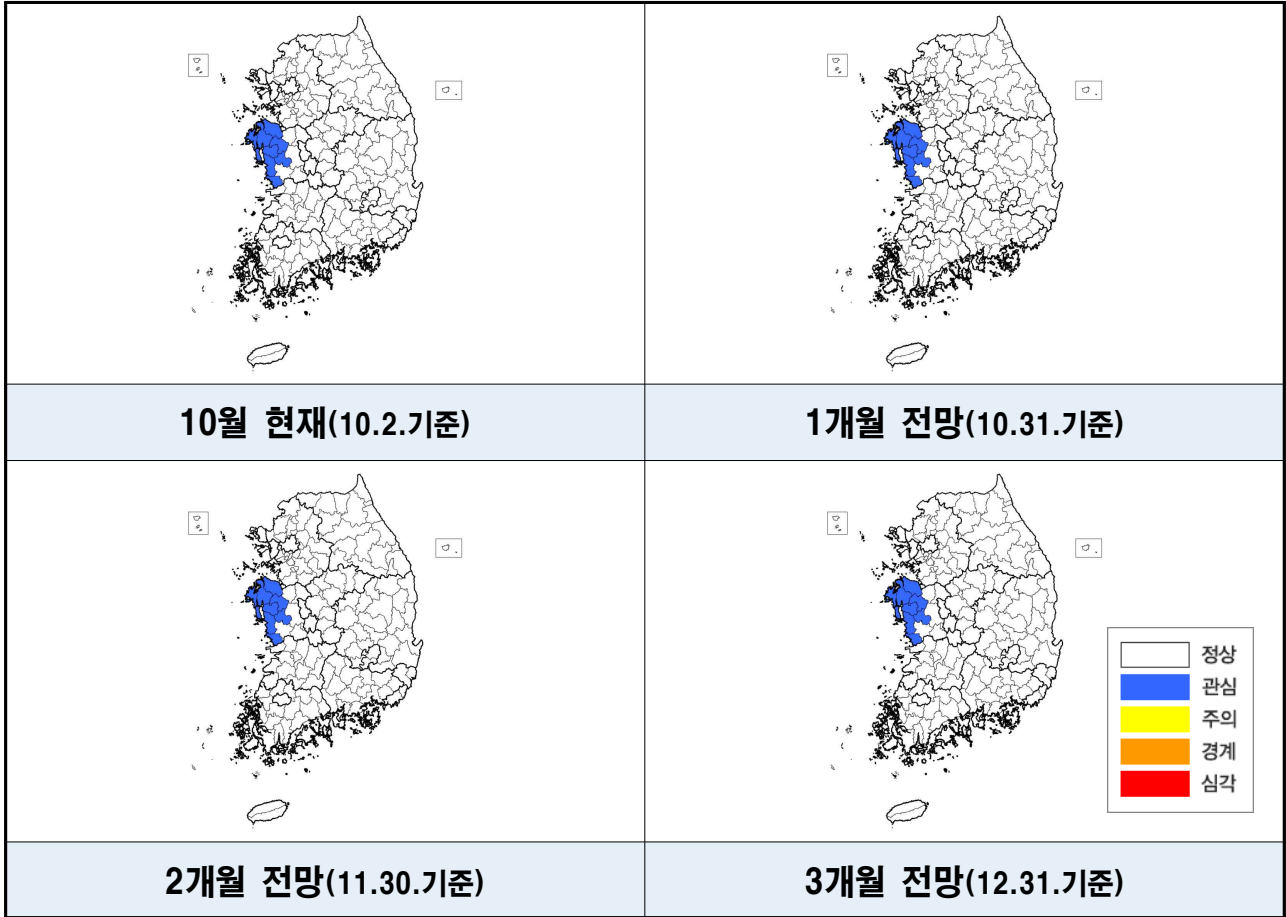 10월 현재(10.2.기준)
1개월 전망(10.31.기준)
정상
관심
주의
경계
심각
2개월 전망(11.30.기준)
3개월 전망(12.31.기준)